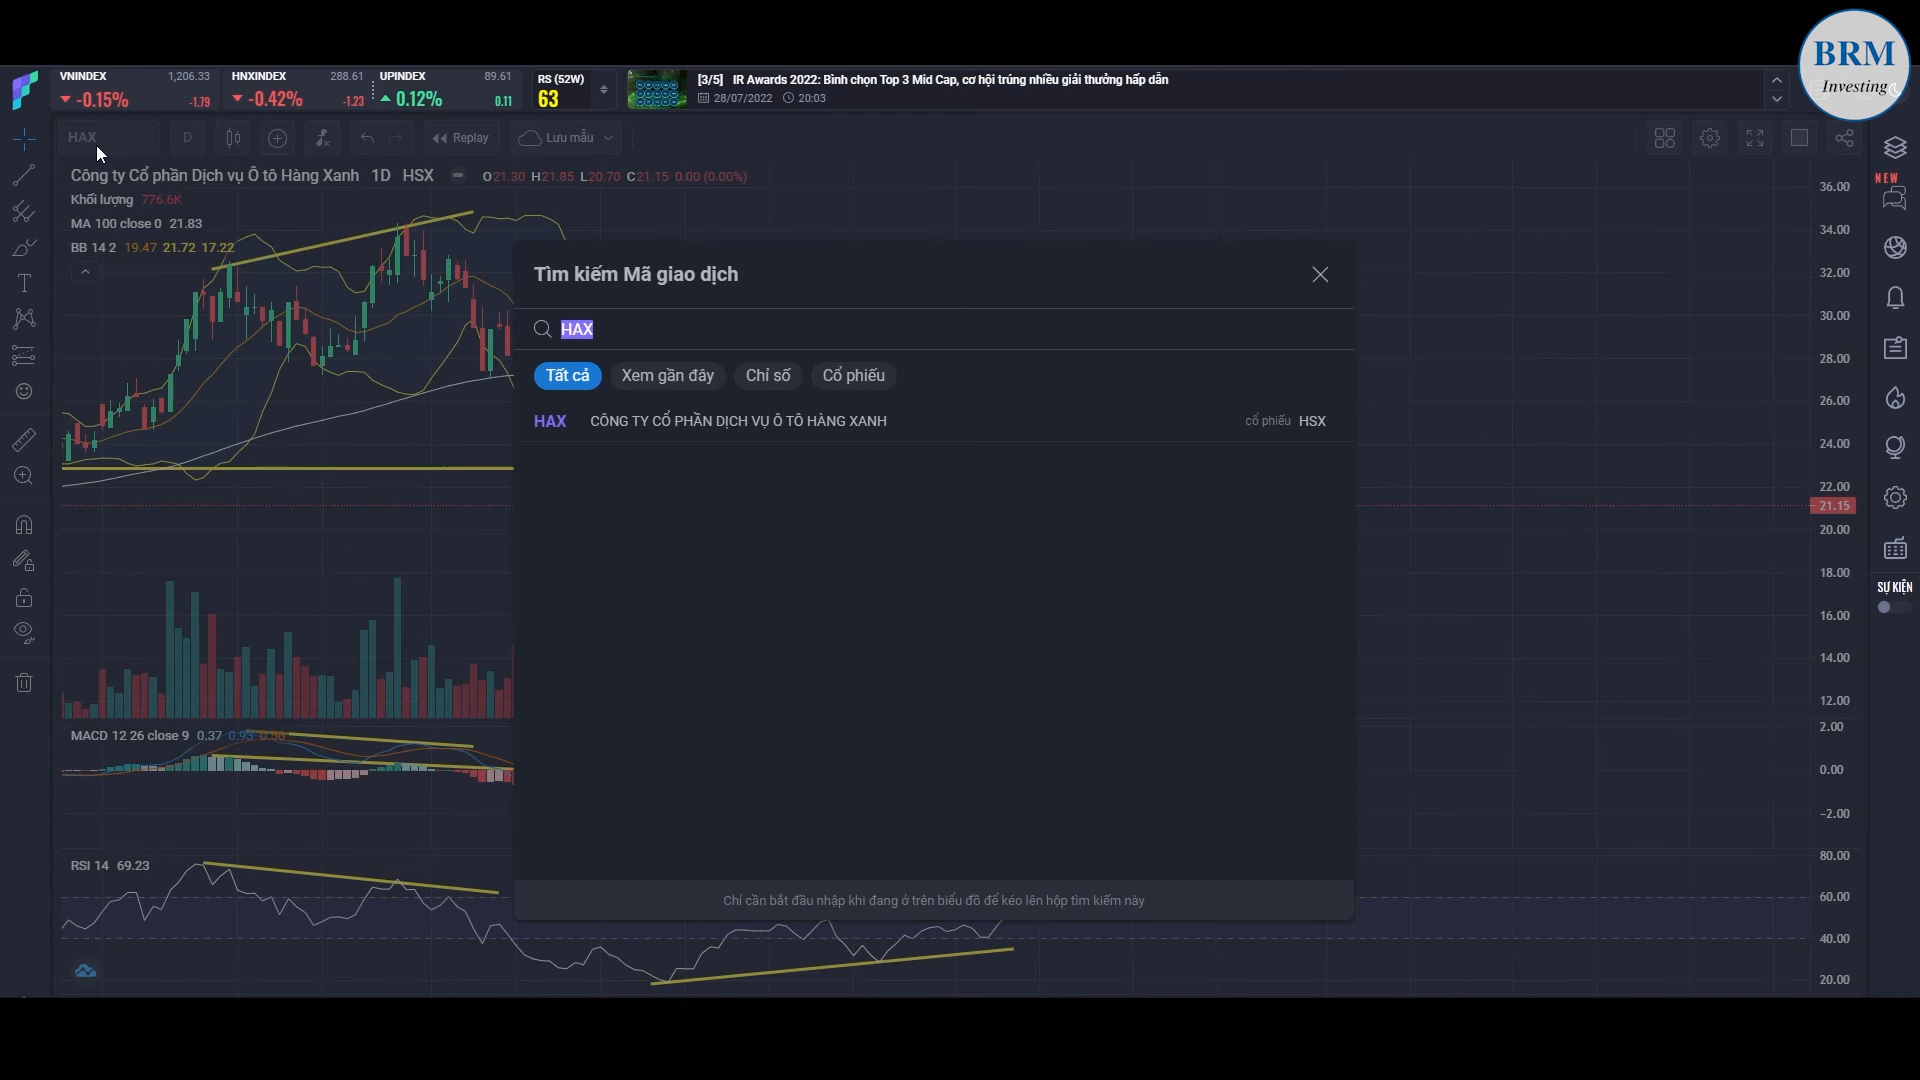 BRM
Investing
VNINDEX 1,206.33
-0.15% -1.79
HNXINDEX 288.61
-0.42% -1.23
UPINDEX 89.61
0.12% 0.11
RS (52W)
63
[3/5] IR Awards 2022: Bình chọn Top 3 Mid Cap, cơ hội trúng nhiều giải thưởng hấp dẫn
28/07/2022 20:03
HAX D Replay Lưu mẫu
Công ty Cổ phần Dịch vụ Ô tô Hàng Xanh 1D HSX O21.30 H21.85 L20.70 C21.15 0.00 (0.00%)
Khối lượng 776.6K
MA 100 close 0 21.83
BB 14 2 19.47 21.72 17.22
Tìm kiếm Mã giao dịch
HAX
Tất cả Xem gần đây Chỉ số Cổ phiếu
HAX CÔNG TY CỔ PHẦN DỊCH VỤ Ô TÔ HÀNG XANH cổ phiếu HSX
Chỉ cần bắt đầu nhập khi đang ở trên biểu đồ để kéo lên hộp tìm kiếm này
36.00
34.00
32.00
30.00
28.00
26.00
24.00
22.00
21.15
20.00
18.00
16.00
14.00
12.00
MACD 12 26 close 9 0.37 0.93 0.56
2.00
0.00
-2.00
RSI 14 69.23
80.00
60.00
40.00
20.00
NEW
SỰ KIỆN